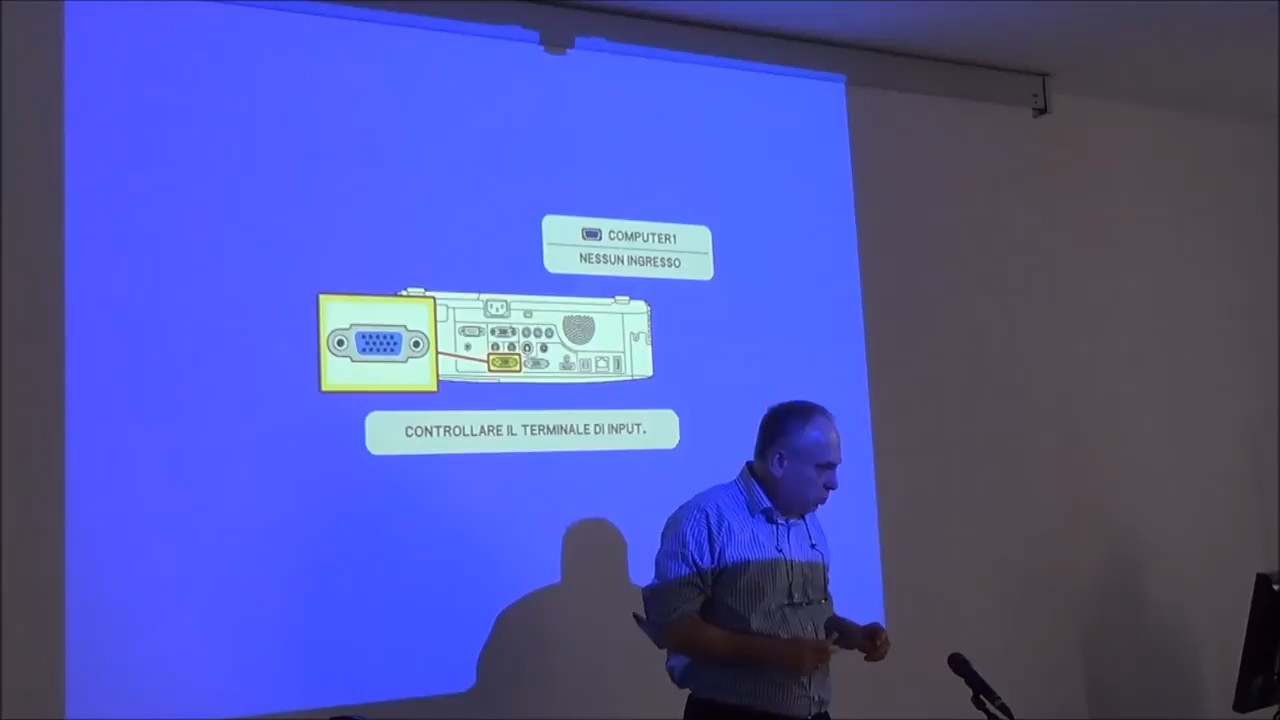 COMPUTER1
NESSUN INGRESSO
CONTROLLARE IL TERMINALE DI INPUT.